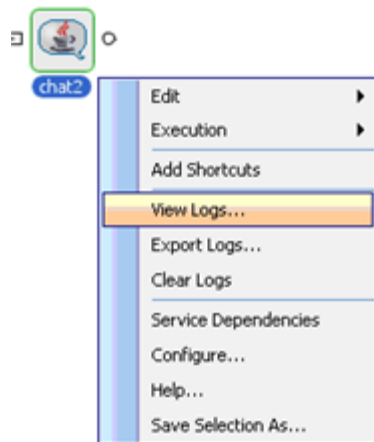 chat2
Edit
Execution
Add Shortcuts
View Logs...
Export Logs...
Clear Logs
Service Dependencies
Configure...
Help...
Save Selection As...